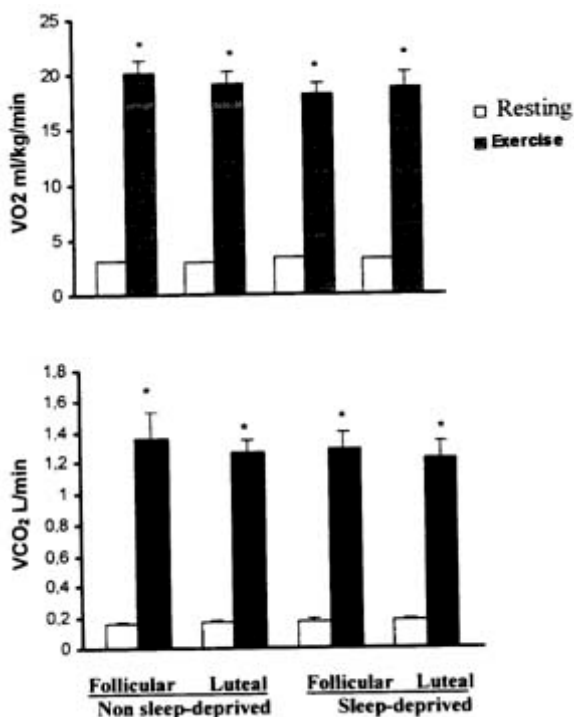 * * * *
25
20
15
10
5
0
VO2 ml/kg/min
Resting
Exercise
1.8
1.6
1.4
1.2
1
0.8
0.6
0.4
0.2
0
VCO₂ L/min
* * * *
Follicular Luteal Follicular Luteal
Non sleep-deprived Sleep-deprived